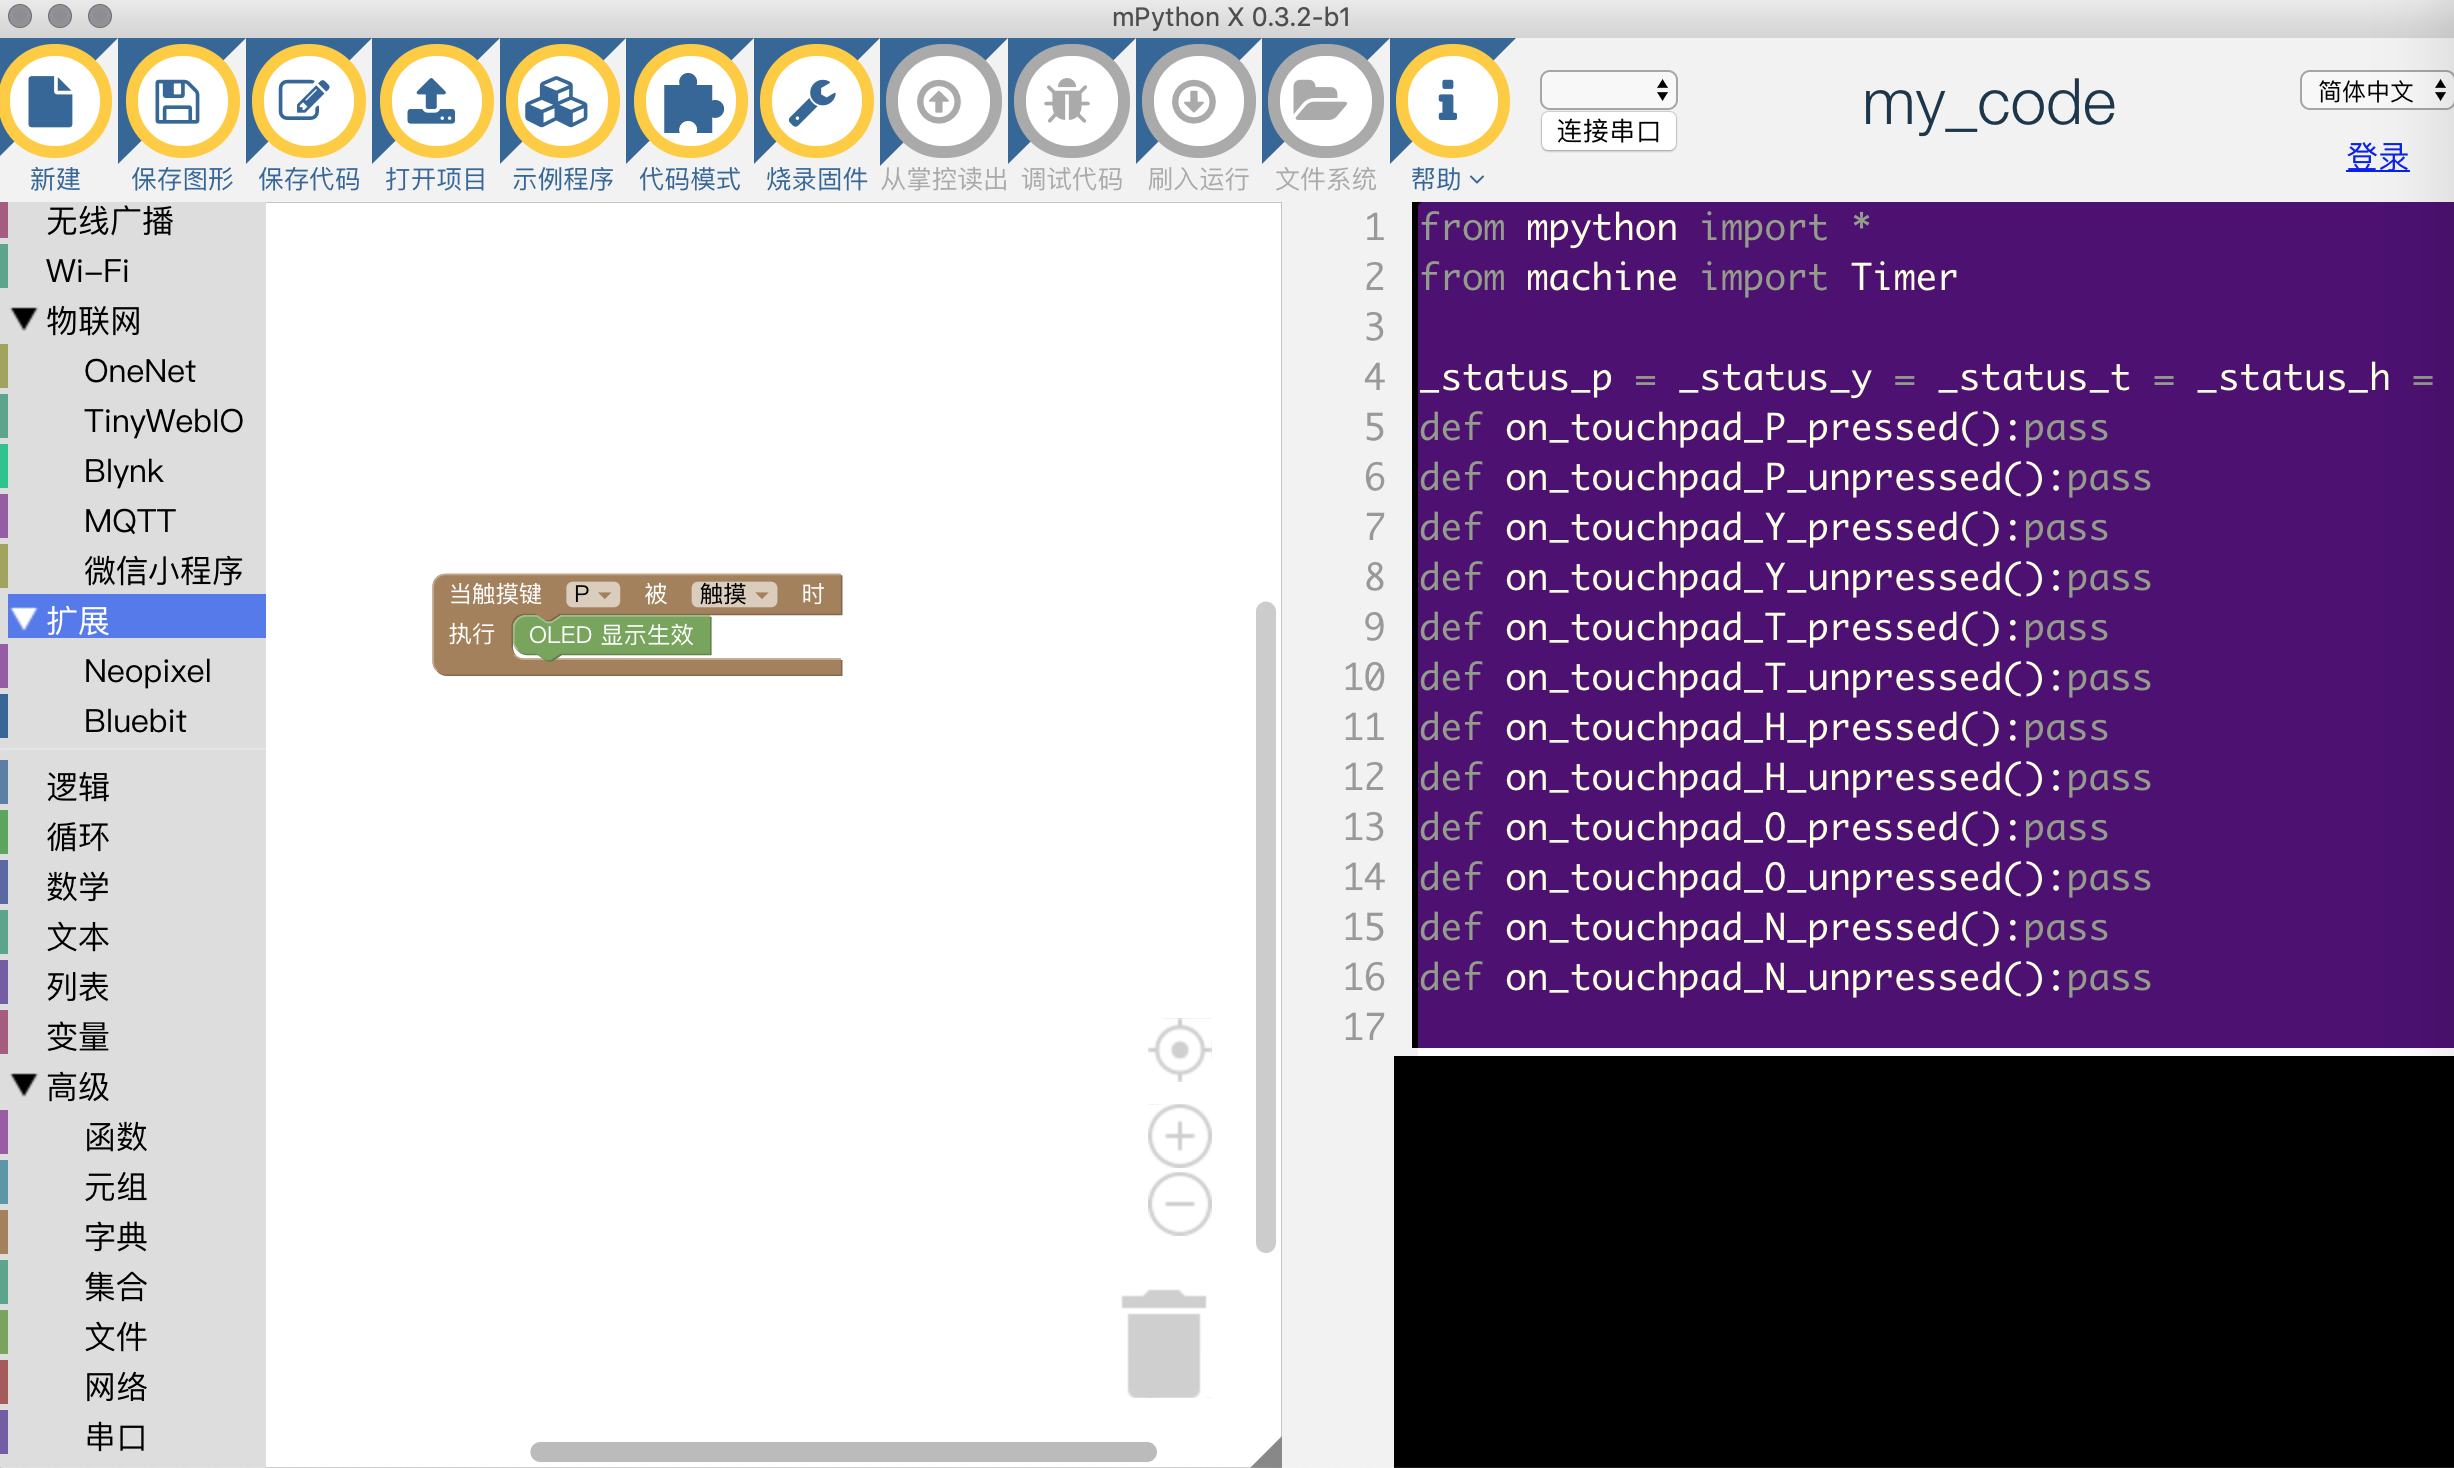 mPython X 0.3.2-b1
新建
保存图形
保存代码
打开项目
示例程序
代码模式
烧录固件
从掌控读出
调试代码
刷入运行
文件系统
帮助
连接串口
my_code
简体中文
登录
无线广播
Wi-Fi
物联网
OneNet
TinyWebIO
Blynk
MQTT
微信小程序
扩展
Neopixel
Bluebit
逻辑
循环
数学
文本
列表
变量
高级
函数
元组
字典
集合
文件
网络
串口
当触摸键 P 被 触摸 时
执行 OLED 显示生效
1 from mpython import *
2 from machine import Timer
3
4 _status_p = _status_y = _status_t = _status_h =
5 def on_touchpad_P_pressed():pass
6 def on_touchpad_P_unpressed():pass
7 def on_touchpad_Y_pressed():pass
8 def on_touchpad_Y_unpressed():pass
9 def on_touchpad_T_pressed():pass
10 def on_touchpad_T_unpressed():pass
11 def on_touchpad_H_pressed():pass
12 def on_touchpad_H_unpressed():pass
13 def on_touchpad_O_pressed():pass
14 def on_touchpad_O_unpressed():pass
15 def on_touchpad_N_pressed():pass
16 def on_touchpad_N_unpressed():pass
17